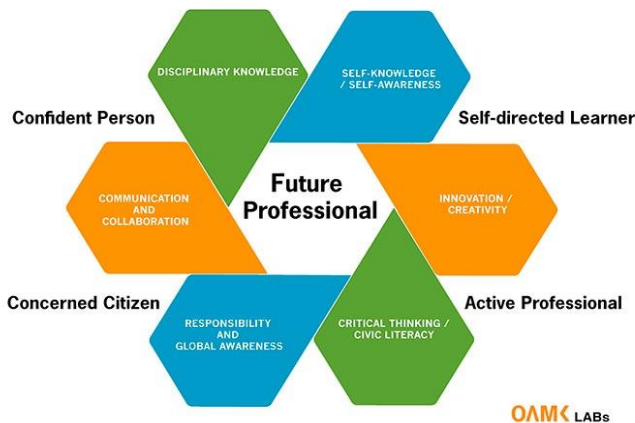 DISCIPLINARY KNOWLEDGE
SELF-KNOWLEDGE
/ SELF-AWARENESS
Confident Person
Self-directed Learner
COMMUNICATION
AND
COLLABORATION
Future
Professional
INNOVATION /
CREATIVITY
Concerned Citizen
Active Professional
RESPONSIBILITY
AND
GLOBAL AWARENESS
CRITICAL THINKING /
CIVIC LITERACY
OAMK LABs